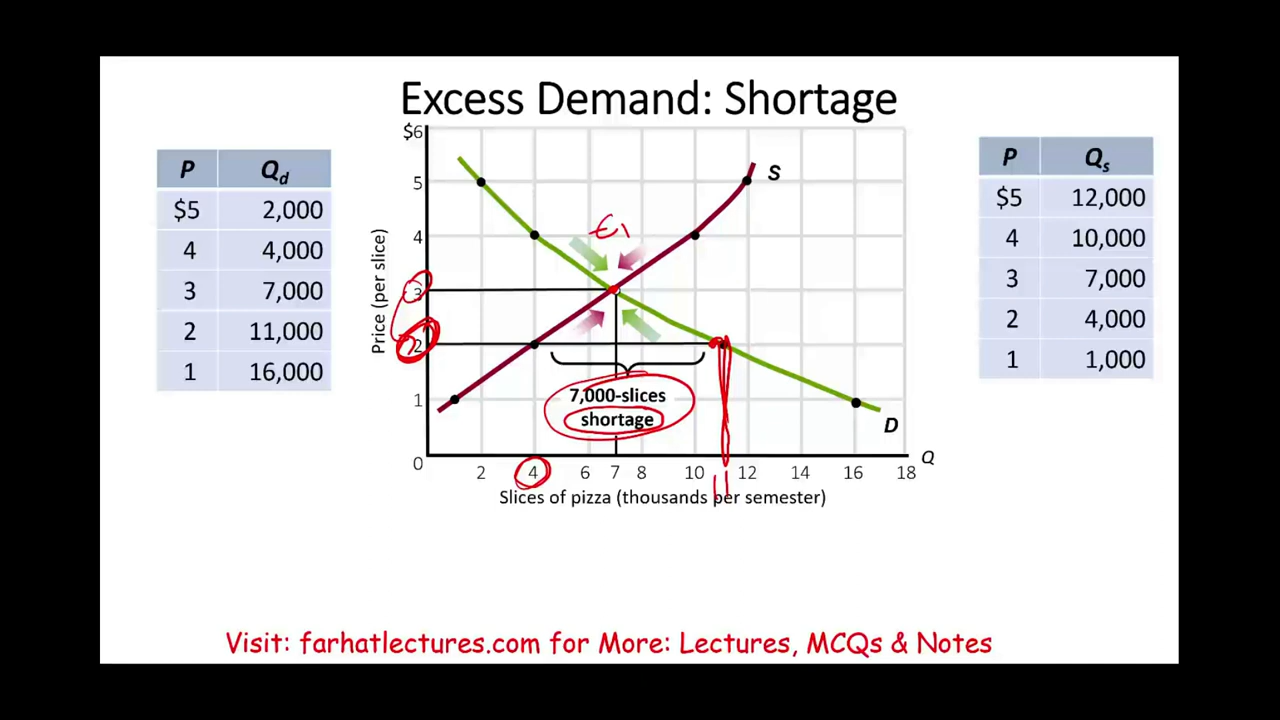 Excess Demand: Shortage
P Qd
$5 2,000
4 4,000
3 7,000
2 11,000
1 16,000
$6
5
4
3
2
1
0
Price (per slice)
S
E1
7,000-slices
shortage
D
Q
2 4 6 7 8 10 12 14 16 18
11
Slices of pizza (thousands per semester)
P Qs
$5 12,000
4 10,000
3 7,000
2 4,000
1 1,000
Visit: farhatlectures.com for More: Lectures, MCQs & Notes